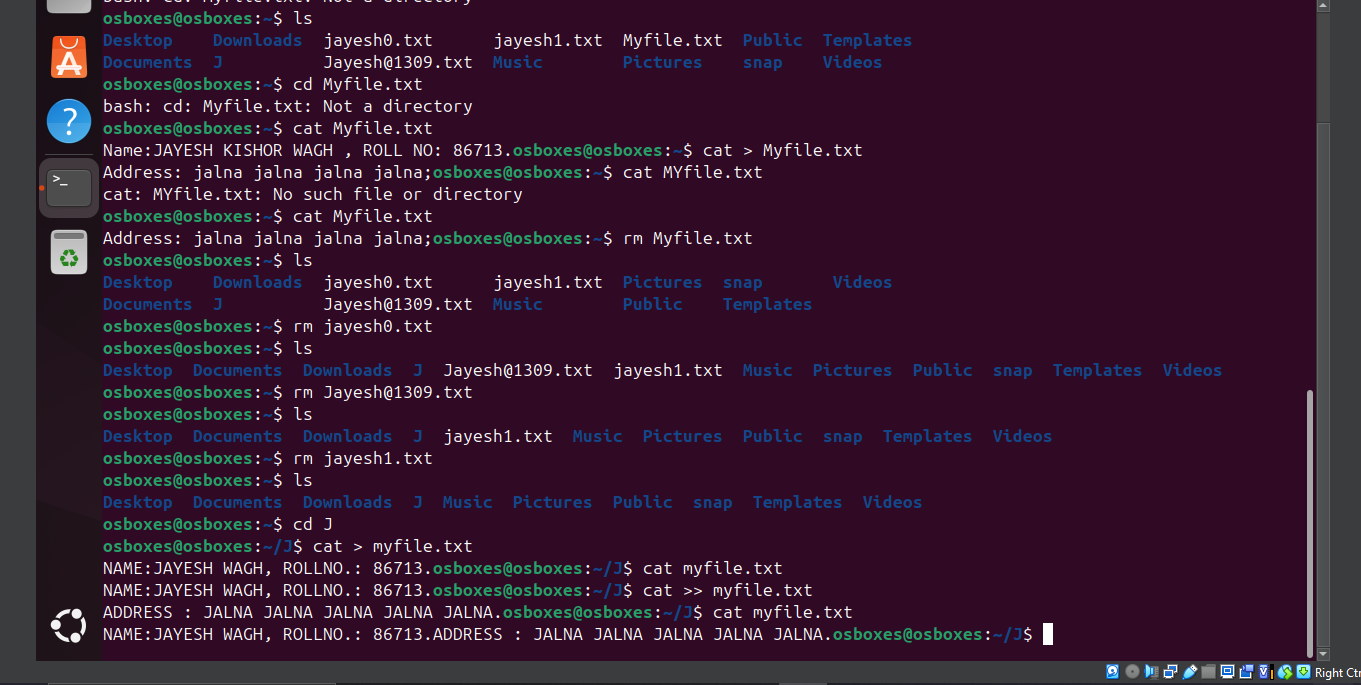 bash: cd: Myfile.txt: Not a directory
osboxes@osboxes:~$ ls
Desktop Downloads jayesh0.txt jayesh1.txt Myfile.txt Public Templates
Documents J Jayesh@1309.txt Music Pictures snap Videos
osboxes@osboxes:~$ cd Myfile.txt
bash: cd: Myfile.txt: Not a directory
osboxes@osboxes:~$ cat Myfile.txt
Name:JAYESH KISHOR WAGH , ROLL NO: 86713.osboxes@osboxes:~$ cat > Myfile.txt
Address: jalna jalna jalna jalna;osboxes@osboxes:~$ cat MYfile.txt
cat: MYfile.txt: No such file or directory
osboxes@osboxes:~$ cat Myfile.txt
Address: jalna jalna jalna jalna;osboxes@osboxes:~$ rm Myfile.txt
osboxes@osboxes:~$ ls
Desktop Downloads jayesh0.txt jayesh1.txt Pictures snap Videos
Documents J Jayesh@1309.txt Music Public Templates
osboxes@osboxes:~$ rm jayesh0.txt
osboxes@osboxes:~$ ls
Desktop Documents Downloads J Jayesh@1309.txt jayesh1.txt Music Pictures Public snap Templates Videos
osboxes@osboxes:~$ rm Jayesh@1309.txt
osboxes@osboxes:~$ ls
Desktop Documents Downloads J jayesh1.txt Music Pictures Public snap Templates Videos
osboxes@osboxes:~$ rm jayesh1.txt
osboxes@osboxes:~$ ls
Desktop Documents Downloads J Music Pictures Public snap Templates Videos
osboxes@osboxes:~$ cd J
osboxes@osboxes:~/J$ cat > myfile.txt
NAME:JAYESH WAGH, ROLLNO.: 86713.osboxes@osboxes:~/J$ cat myfile.txt
NAME:JAYESH WAGH, ROLLNO.: 86713.osboxes@osboxes:~/J$ cat >> myfile.txt
ADDRESS : JALNA JALNA JALNA JALNA JALNA.osboxes@osboxes:~/J$ cat myfile.txt
NAME:JAYESH WAGH, ROLLNO.: 86713.ADDRESS : JALNA JALNA JALNA JALNA JALNA.osboxes@osboxes:~/J$
Right Ctr